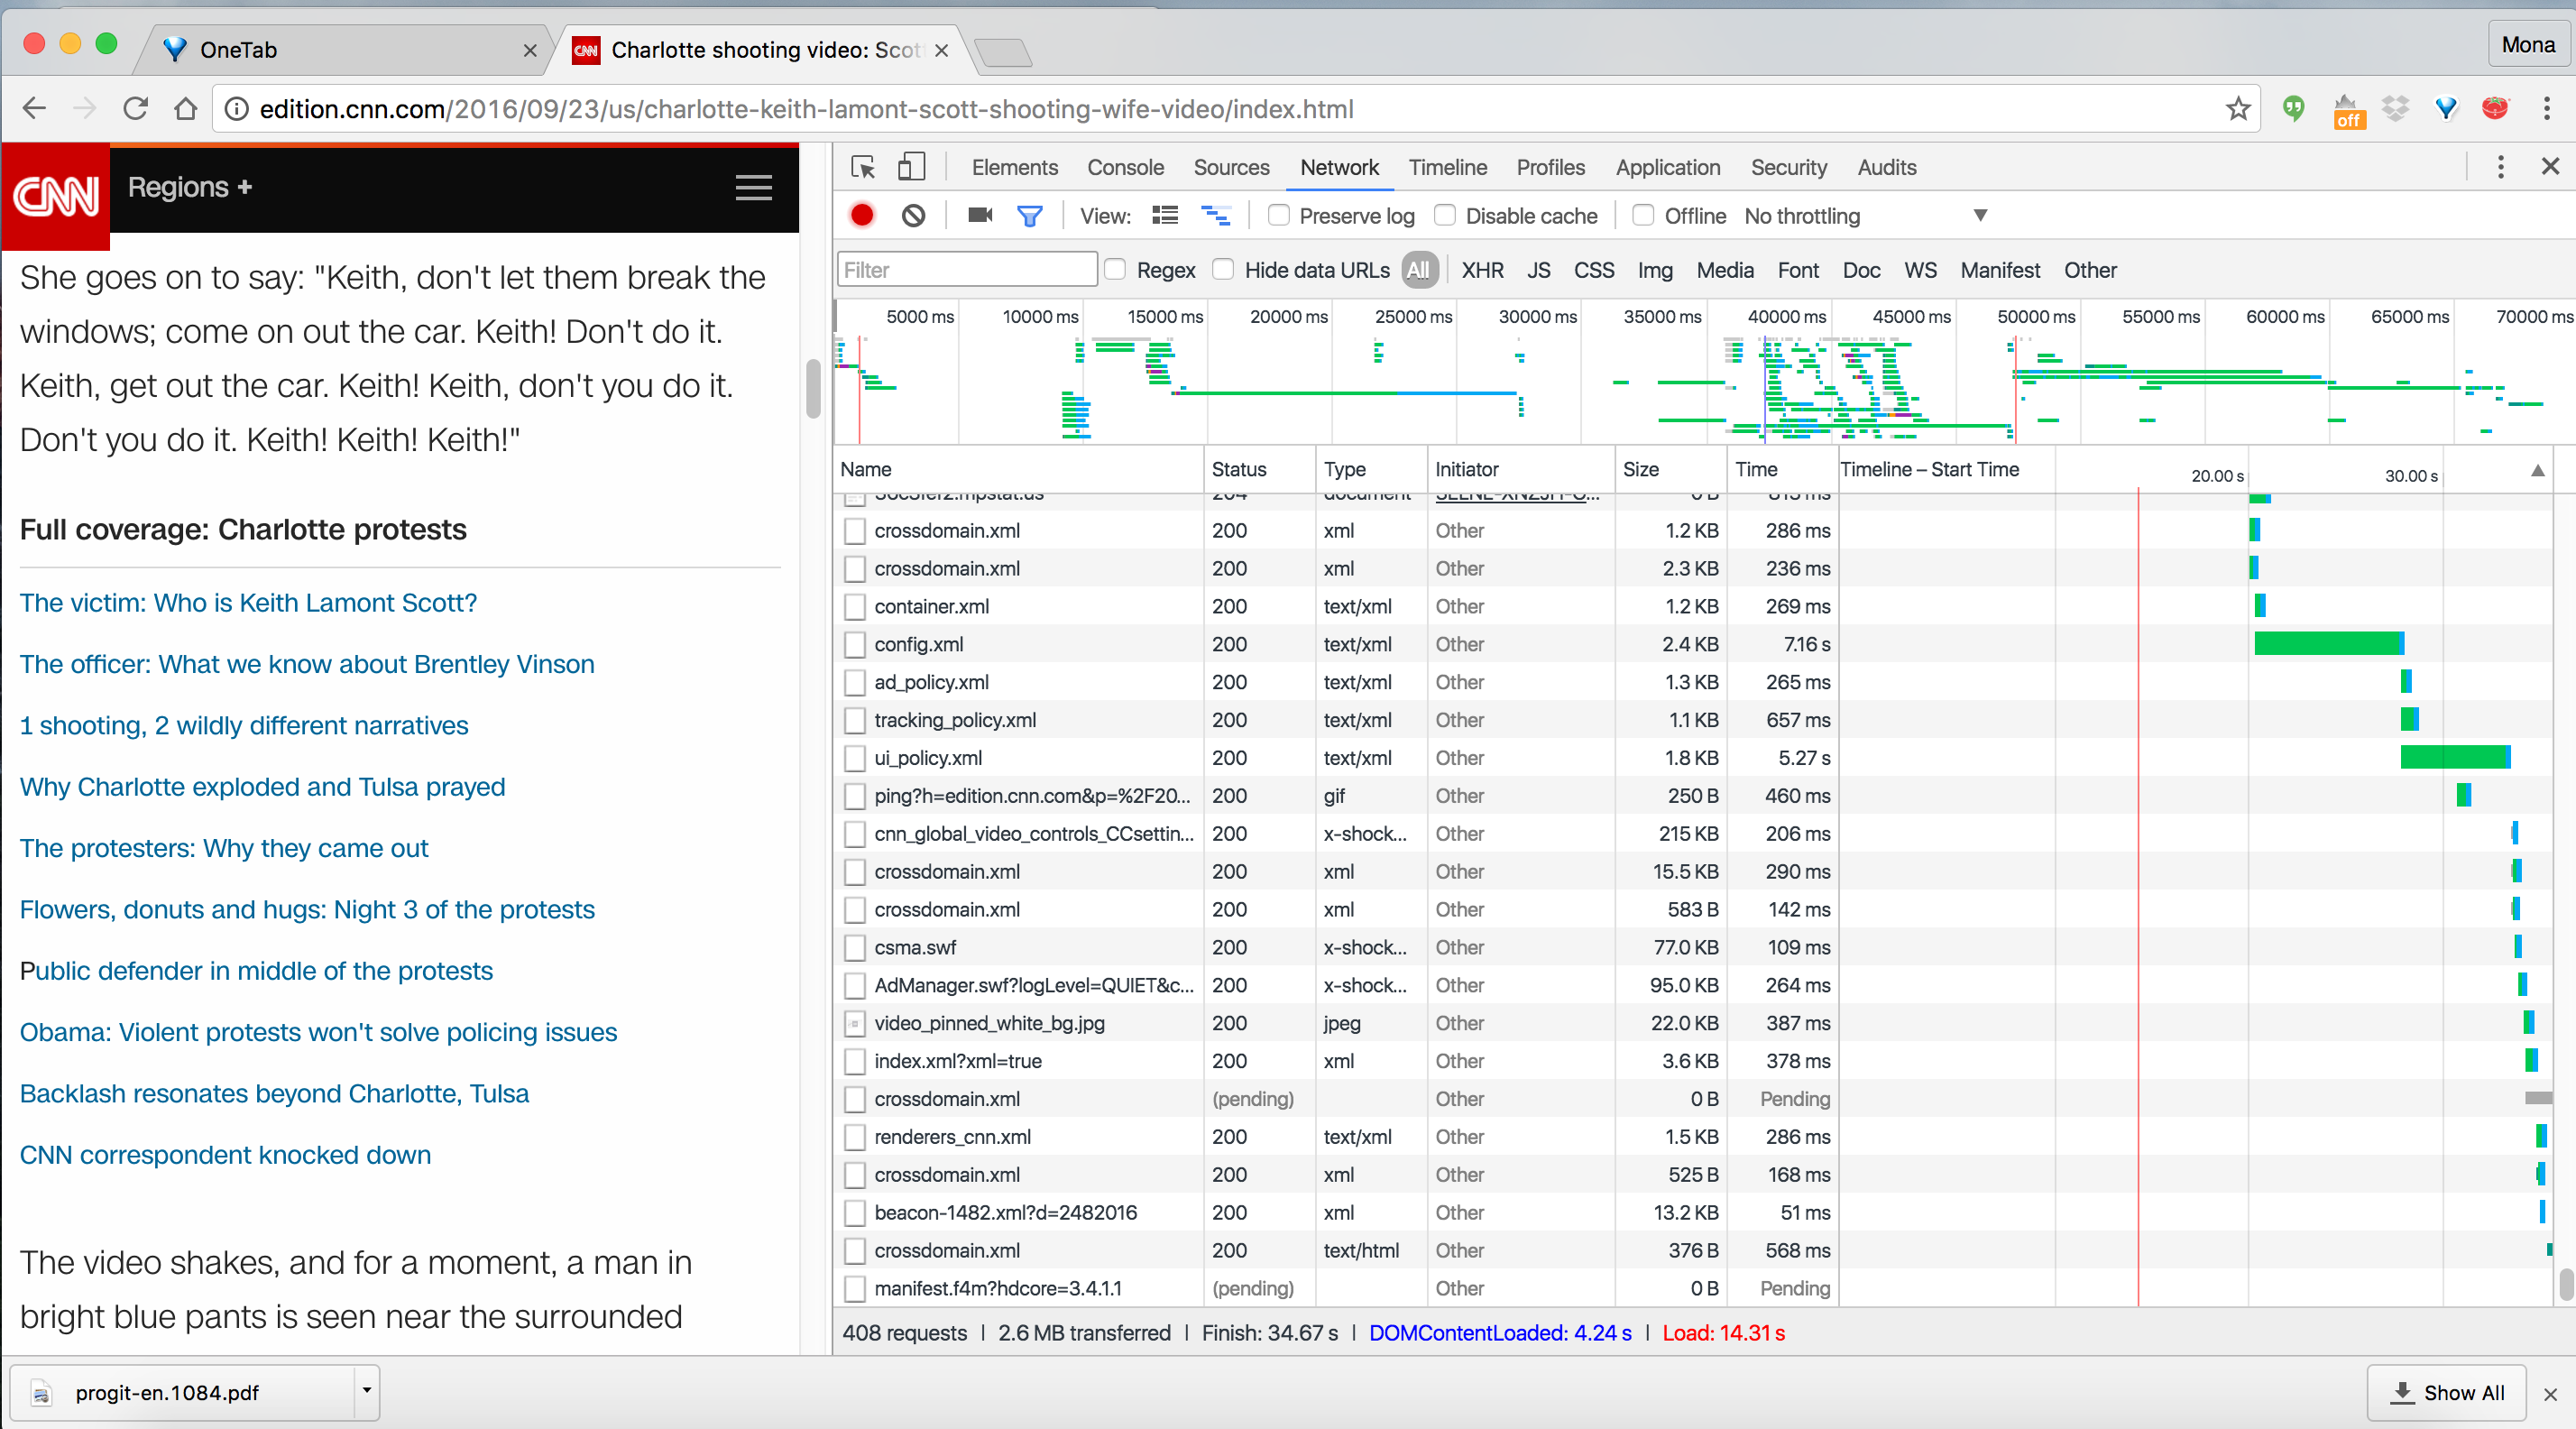 OneTab
Charlotte shooting video: Scot
Mona
edition.cnn.com/2016/09/23/us/charlotte-keith-lamont-scott-shooting-wife-video/index.html
off
CNN Regions +
She goes on to say: "Keith, don't let them break the
windows; come on out the car. Keith! Don't do it.
Keith, get out the car. Keith! Keith, don't you do it.
Don't you do it. Keith! Keith! Keith!"
Full coverage: Charlotte protests
The victim: Who is Keith Lamont Scott?
The officer: What we know about Brentley Vinson
1 shooting, 2 wildly different narratives
Why Charlotte exploded and Tulsa prayed
The protesters: Why they came out
Flowers, donuts and hugs: Night 3 of the protests
Public defender in middle of the protests
Obama: Violent protests won't solve policing issues
Backlash resonates beyond Charlotte, Tulsa
CNN correspondent knocked down
The video shakes, and for a moment, a man in
bright blue pants is seen near the surrounded
Elements Console Sources Network Timeline Profiles Application Security Audits
View: Preserve log Disable cache Offline No throttling
Filter Regex Hide data URLs All XHR JS CSS Img Media Font Doc WS Manifest Other
5000 ms 10000 ms 15000 ms 20000 ms 25000 ms 30000 ms 35000 ms 40000 ms 45000 ms 50000 ms 55000 ms 60000 ms 65000 ms 70000 ms
Name Status Type Initiator Size Time Timeline – Start Time 20.00 s 30.00 s
204 document 0 B 813 ms
crossdomain.xml 200 xml Other 1.2 KB 286 ms
crossdomain.xml 200 xml Other 2.3 KB 236 ms
container.xml 200 text/xml Other 1.2 KB 269 ms
config.xml 200 text/xml Other 2.4 KB 7.16 s
ad_policy.xml 200 text/xml Other 1.3 KB 265 ms
tracking_policy.xml 200 text/xml Other 1.1 KB 657 ms
ui_policy.xml 200 text/xml Other 1.8 KB 5.27 s
ping?h=edition.cnn.com&p=%2F20... 200 gif Other 250 B 460 ms
cnn_global_video_controls_CCsettin... 200 x-shock... Other 215 KB 206 ms
crossdomain.xml 200 xml Other 15.5 KB 290 ms
crossdomain.xml 200 xml Other 583 B 142 ms
csma.swf 200 x-shock... Other 77.0 KB 109 ms
AdManager.swf?logLevel=QUIET&c... 200 x-shock... Other 95.0 KB 264 ms
video_pinned_white_bg.jpg 200 jpeg Other 22.0 KB 387 ms
index.xml?xml=true 200 xml Other 3.6 KB 378 ms
crossdomain.xml (pending) Other 0 B Pending
renderers_cnn.xml 200 text/xml Other 1.5 KB 286 ms
crossdomain.xml 200 xml Other 525 B 168 ms
beacon-1482.xml?d=2482016 200 xml Other 13.2 KB 51 ms
crossdomain.xml 200 text/html Other 376 B 568 ms
manifest.f4m?hdcore=3.4.1.1 (pending) Other 0 B Pending
408 requests | 2.6 MB transferred | Finish: 34.67 s | DOMContentLoaded: 4.24 s | Load: 14.31 s
progit-en.1084.pdf
Show All